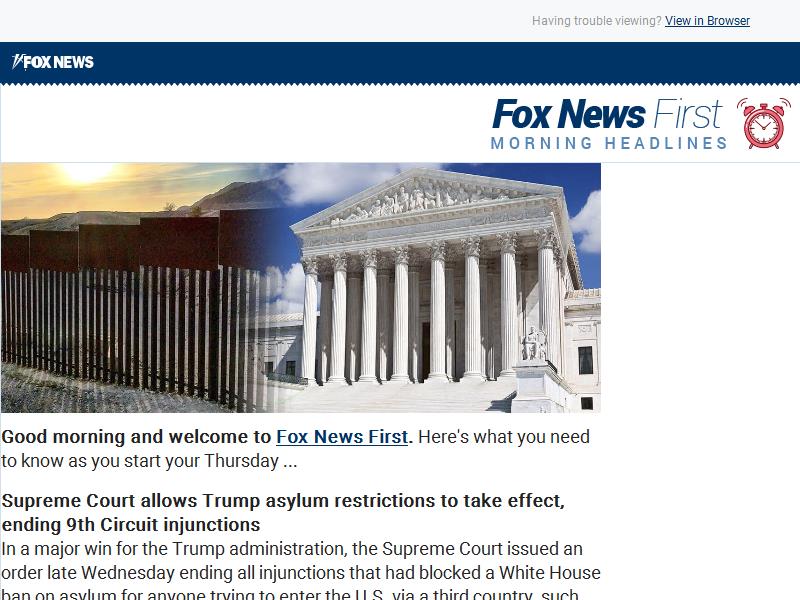 Having trouble viewing? View in Browser
FOX NEWS
Fox News First
MORNING HEADLINES
Good morning and welcome to Fox News First. Here's what you need
to know as you start your Thursday ...
Supreme Court allows Trump asylum restrictions to take effect,
ending 9th Circuit injunctions
In a major win for the Trump administration, the Supreme Court issued an
order late Wednesday ending all injunctions that had blocked a White House
ban on asylum for anyone trying to enter the U.S. via a third country, such